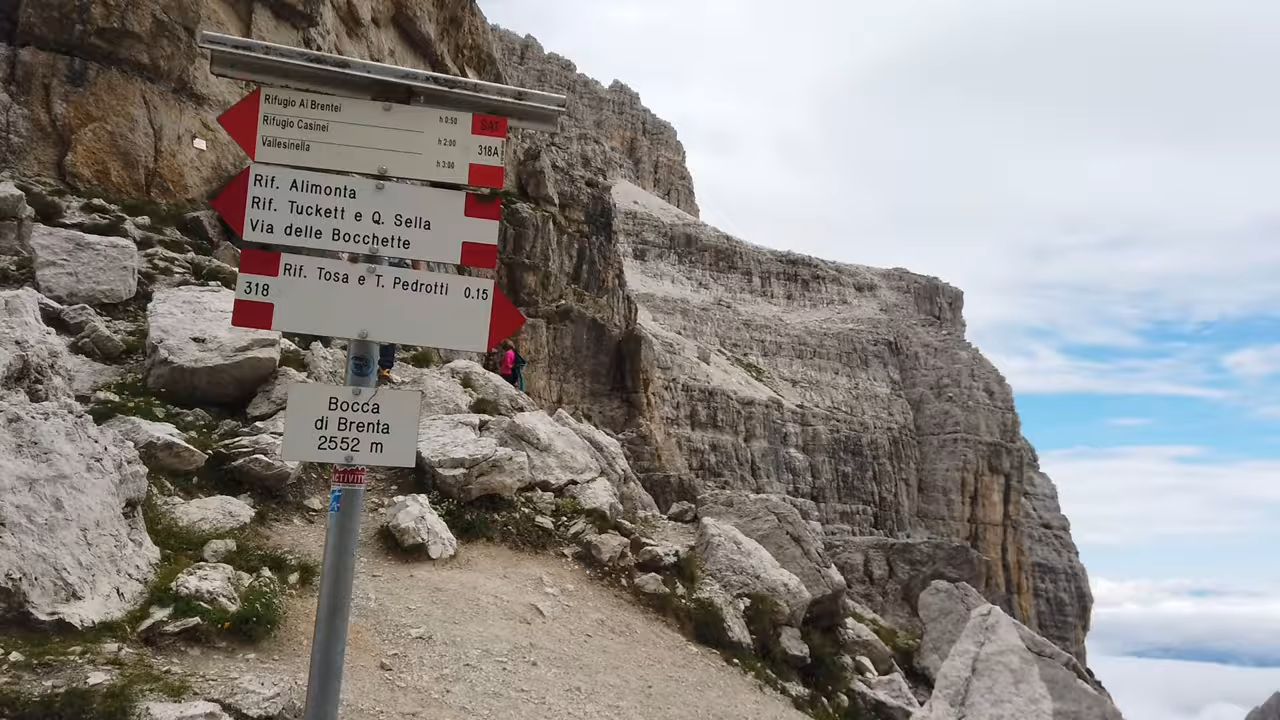 Rifugio Ai Brentei h 0:50 SAT
Rifugio Casinei h 2:00 318A
Vallesinella h 3:00
Rif. Alimonta
Rif. Tuckett e Q. Sella
Via delle Bocchette
Rif. Tosa e T. Pedrotti 0.15
318
Bocca
di Brenta
2552 m